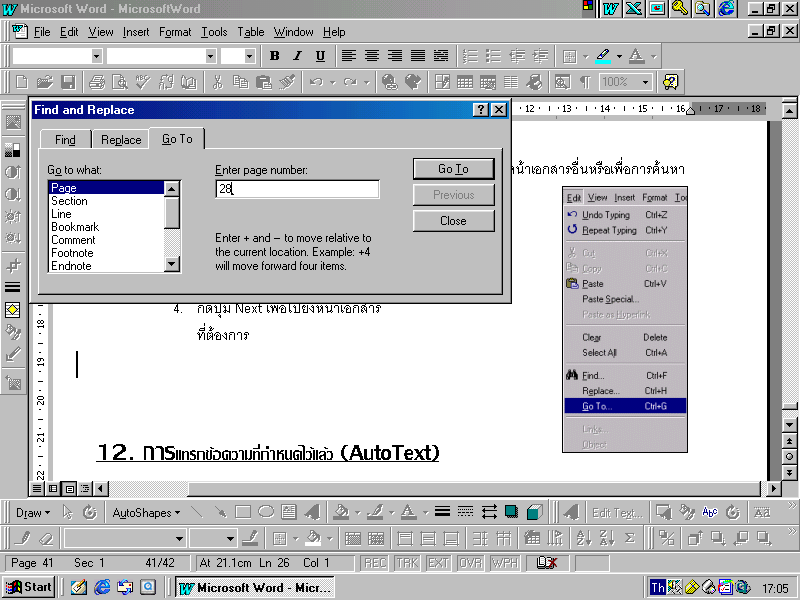 Microsoft Word - MicrosoftWord
File Edit View Insert Format Tools Table Window Help
B I U
100%
Find and Replace
Find Replace Go To
Go to what:
Page
Section
Line
Bookmark
Comment
Footnote
Endnote
Enter page number:
28
Enter + and – to move relative to
the current location. Example: +4
will move forward four items.
Go To
Previous
Close
12 13 14 15 16 17 18
หน้าเอกสารอื่นหรือเพื่อการค้นหา
Edit View Insert Format
Undo Typing Ctrl+Z
Repeat Typing Ctrl+Y
Cut Ctrl+X
Copy Ctrl+C
Paste Ctrl+V
Paste Special...
Paste as Hyperlink
Clear Delete
Select All Ctrl+A
Find... Ctrl+F
Replace... Ctrl+H
Go To... Ctrl+G
Links...
Object
4. กดปุ่ม Next เพื่อไปยังหน้าเอกสาร
ที่ต้องการ
18 19 20 21 22
12. การแทรกข้อความที่กำหนดไว้แล้ว (AutoText)
Draw AutoShapes Edit Text... Abc
Page 41 Sec 1 41/42 At 21.1cm Ln 26 Col 1 REC TRK EXT OVR WPH
Start Microsoft Word - Micr... Th 17:05